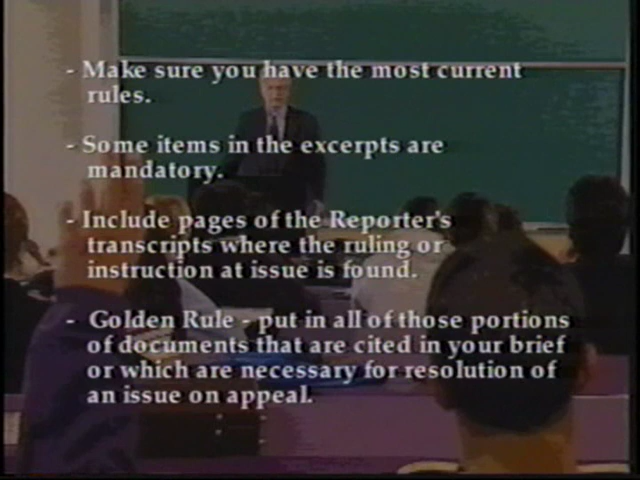 - Make sure you have the most current
rules.
- Some items in the excerpts are
mandatory.
- Include pages of the Reporter's
transcripts where the ruling or
instruction at issue is found.
- Golden Rule - put in all of those portions
of documents that are cited in your brief
or which are necessary for resolution of
an issue on appeal.